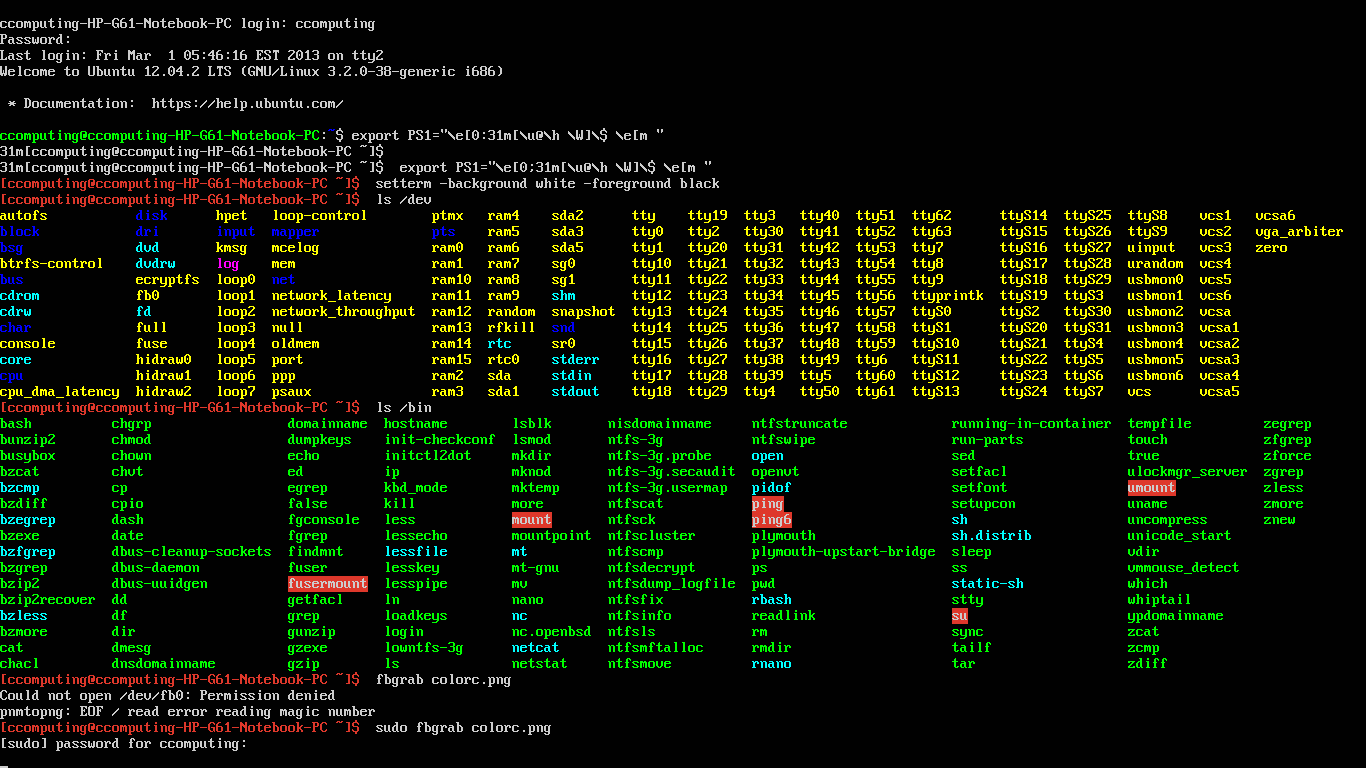 ccomputing-HP-G61-Notebook-PC login: ccomputing
Password:
Last login: Fri Mar  1 05:46:16 EST 2013 on tty2
Welcome to Ubuntu 12.04.2 LTS (GNU/Linux 3.2.0-38-generic i686)
 * Documentation:  https://help.ubuntu.com/
ccomputing@ccomputing-HP-G61-Notebook-PC:~$ export PS1="\e[0:31m[\u@\h \W]\$ \e[m "
31m[ccomputing@ccomputing-HP-G61-Notebook-PC ~]$
31m[ccomputing@ccomputing-HP-G61-Notebook-PC ~]$  export PS1="\e[0;31m[\u@\h \W]\$ \e[m "
[ccomputing@ccomputing-HP-G61-Notebook-PC ~]$  setterm -background white -foreground black
[ccomputing@ccomputing-HP-G61-Notebook-PC ~]$  ls /dev
autofs disk hpet loop-control ptmx ram4 sda2 tty tty19 tty3 tty40 tty51 tty62 ttyS14 ttyS25 ttyS8 vcs1 vcsa6
block dri input mapper pts ram5 sda3 tty0 tty2 tty30 tty41 tty52 tty63 ttyS15 ttyS26 ttyS9 vcs2 vga_arbiter
bsg dvd kmsg mcelog ram0 ram6 sda5 tty1 tty20 tty31 tty42 tty53 tty7 ttyS16 ttyS27 uinput vcs3 zero
btrfs-control dvdrw log mem ram1 ram7 sg0 tty10 tty21 tty32 tty43 tty54 tty8 ttyS17 ttyS28 urandom vcs4
bus ecryptfs loop0 net ram10 ram8 sg1 tty11 tty22 tty33 tty44 tty55 tty9 ttyS18 ttyS29 usbmon0 vcs5
cdrom fb0 loop1 network_latency ram11 ram9 shm tty12 tty23 tty34 tty45 tty56 ttyprintk ttyS19 ttyS3 usbmon1 vcs6
cdrw fd loop2 network_throughput ram12 random snapshot tty13 tty24 tty35 tty46 tty57 ttyS0 ttyS2 ttyS30 usbmon2 vcsa
char full loop3 null ram13 rfkill snd tty14 tty25 tty36 tty47 tty58 ttyS1 ttyS20 ttyS31 usbmon3 vcsa1
console fuse loop4 oldmem ram14 rtc sr0 tty15 tty26 tty37 tty48 tty59 ttyS10 ttyS21 ttyS4 usbmon4 vcsa2
core hidraw0 loop5 port ram15 rtc0 stderr tty16 tty27 tty38 tty49 tty6 ttyS11 ttyS22 ttyS5 usbmon5 vcsa3
cpu hidraw1 loop6 ppp ram2 sda stdin tty17 tty28 tty39 tty5 tty60 ttyS12 ttyS23 ttyS6 usbmon6 vcsa4
cpu_dma_latency hidraw2 loop7 psaux ram3 sda1 stdout tty18 tty29 tty4 tty50 tty61 ttyS13 ttyS24 ttyS7 vcs vcsa5
[ccomputing@ccomputing-HP-G61-Notebook-PC ~]$  ls /bin
bash chgrp domainname hostname lsblk nisdomainname ntfstruncate running-in-container tempfile zegrep
bunzip2 chmod dumpkeys init-checkconf lsmod ntfs-3g ntfswipe run-parts touch zfgrep
busybox chown echo initctl2dot mkdir ntfs-3g.probe open sed true zforce
bzcat chvt ed ip mknod ntfs-3g.secaudit openvt setfacl ulockmgr_server zgrep
bzcmp cp egrep kbd_mode mktemp ntfs-3g.usermap pidof setfont umount zless
bzdiff cpio false kill more ntfscat ping setupcon uname zmore
bzegrep dash fgconsole less mount ntfsck ping6 sh uncompress znew
bzexe date fgrep lessecho mountpoint ntfscluster plymouth sh.distrib unicode_start
bzfgrep dbus-cleanup-sockets findmnt lessfile mt ntfscmp plymouth-upstart-bridge sleep vdir
bzgrep dbus-daemon fuser lesskey mt-gnu ntfsdecrypt ps ss vmmouse_detect
bzip2 dbus-uuidgen fusermount lesspipe mv ntfsdump_logfile pwd static-sh which
bzip2recover dd getfacl ln nano ntfsfix rbash stty whiptail
bzless df grep loadkeys nc ntfsinfo readlink su ypdomainname
bzmore dir gunzip login nc.openbsd ntfsls rm sync zcat
cat dmesg gzexe lowntfs-3g netcat ntfsmftalloc rmdir tailf zcmp
chacl dnsdomainname gzip ls netstat ntfsmove rnano tar zdiff
[ccomputing@ccomputing-HP-G61-Notebook-PC ~]$  fbgrab colorc.png
Could not open /dev/fb0: Permission denied
pnmtopng: EOF / read error reading magic number
[ccomputing@ccomputing-HP-G61-Notebook-PC ~]$  sudo fbgrab colorc.png
[sudo] password for ccomputing: